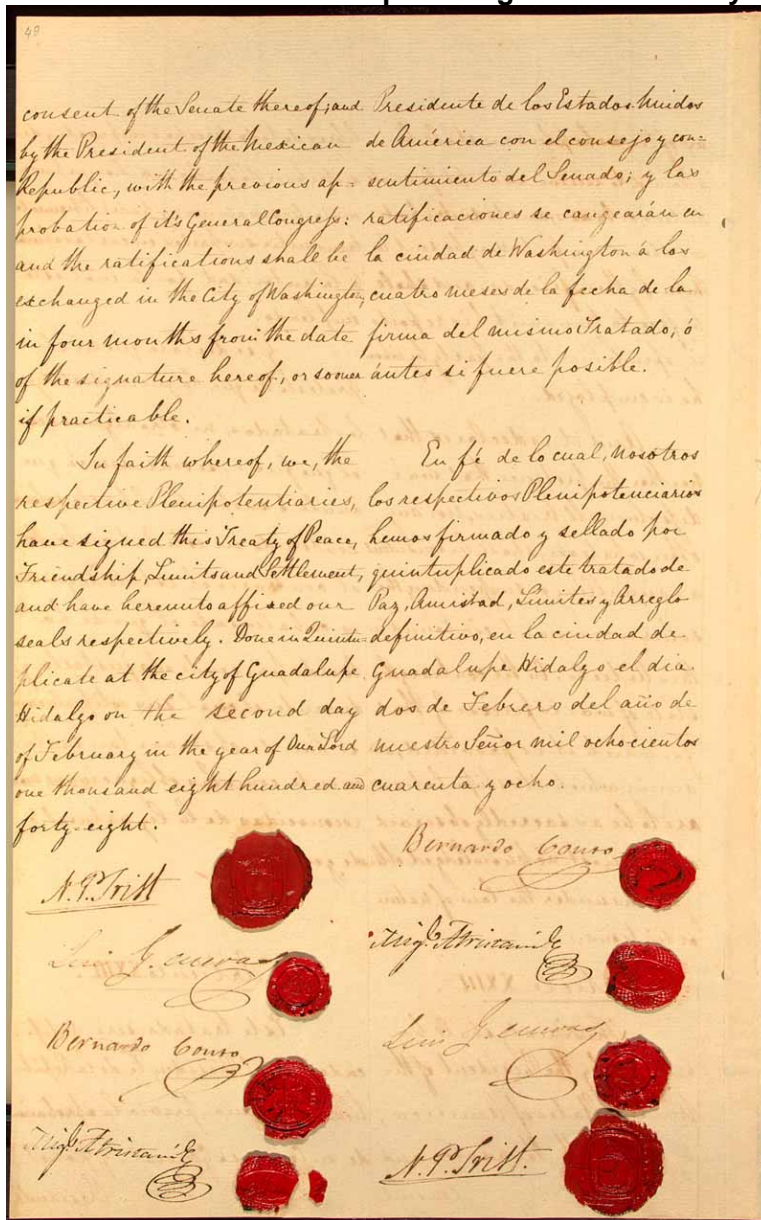 consent of the Senate thereof; and
by the President of the Mexican
Republic, with the previous ap-
probation of it's General Congress:
and the ratifications shall be
exchanged in the City of Washington,
in four months from the date
of the signature hereof, or sooner
if practicable.
In faith whereof, we, the
respective Plenipotentiaries,
have signed this Treaty of Peace,
Friendship, Limits and Settlement,
and have hereunto affixed our
seals respectively. Done in Quintu-
plicate at the city of Guadalupe
Hidalgo on the second day
of February in the year of Our Lord
one thousand eight hundred and
forty-eight.
N. P. Trist
Luis G. Cuevas
Bernardo Couto
Migl. Atristain
Presidente de los Estados Unidos
de América con el consejo y con-
sentimiento del Senado; y las
ratificaciones se cangearán en
la ciudad de Washington á los
cuatro meses de la fecha de la
firma del mismo Tratado, ó
ántes si fuere posible.
En fé de lo cual, nosotros
los respectivos Plenipotenciarios
hemos firmado y sellado por
quintuplicado este tratado de
Paz, Amistad, Límites y Arreglo
definitivo, en la ciudad de
Guadalupe Hidalgo el dia
dos de Febrero del año de
nuestro Señor mil ochocientos
cuarenta y ocho.
Bernardo Couto
Migl. Atristain
Luis G. Cuevas
N. P. Trist.